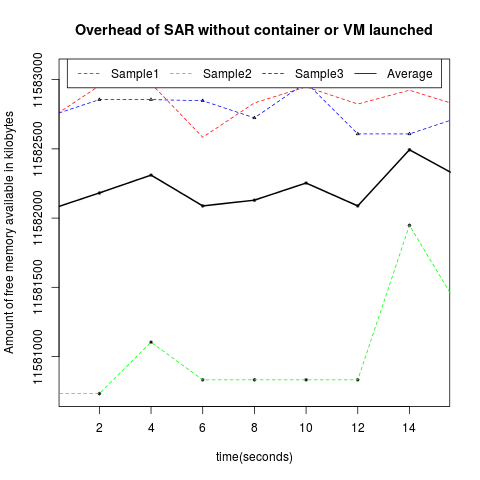 Overhead of SAR without container or VM launched
Sample1 Sample2 Sample3 Average
Amount of free memory available in kilobytes
11583000
11582500
11582000
11581500
11581000
2 4 6 8 10 12 14
time(seconds)